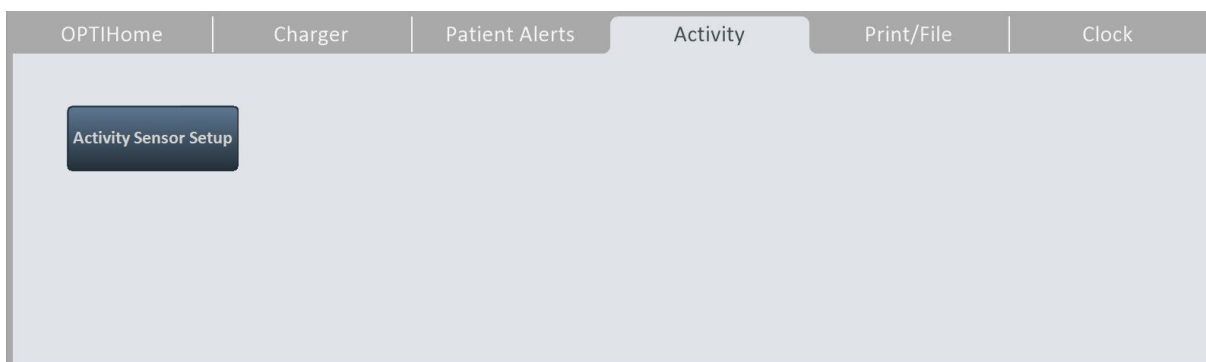 OPTIHome Charger Patient Alerts Activity Print/File Clock
Activity Sensor Setup